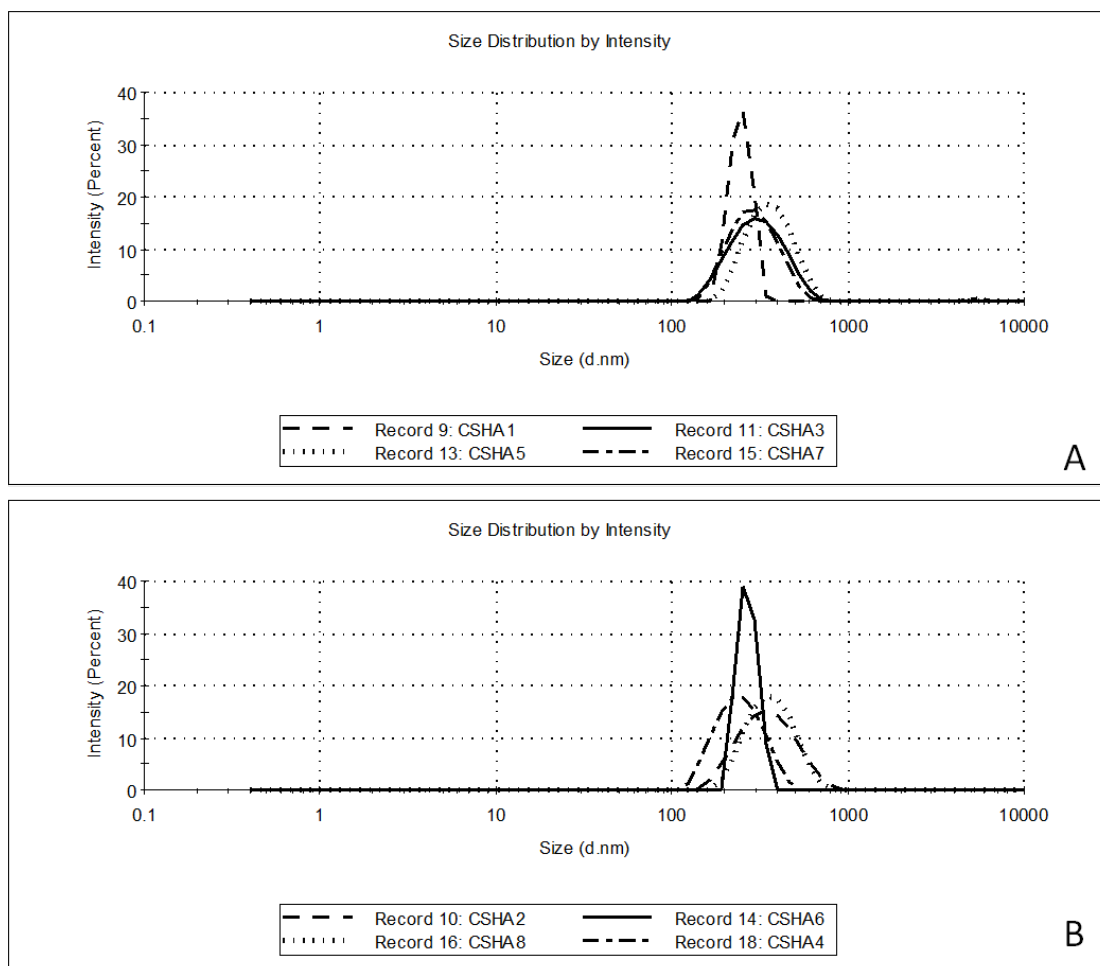 Size Distribution by Intensity
40
30
20
10
0
Intensity (Percent)
0.1 1 10 100 1000 10000
Size (d.nm)
Record 9: CSHA1 Record 11: CSHA3
Record 13: CSHA5 Record 15: CSHA7
A
Size Distribution by Intensity
40
30
20
10
0
Intensity (Percent)
0.1 1 10 100 1000 10000
Size (d.nm)
Record 10: CSHA2 Record 14: CSHA6
Record 16: CSHA8 Record 18: CSHA4
B